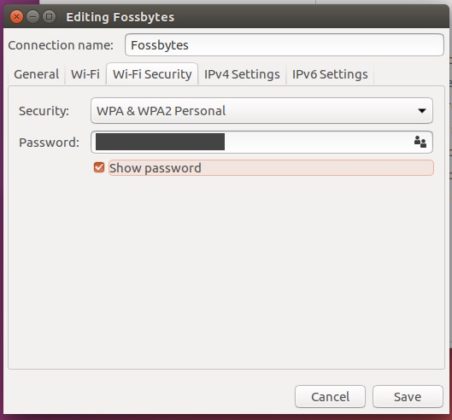 Editing Fossbytes
Connection name: Fossbytes
General Wi-Fi Wi-Fi Security IPv4 Settings IPv6 Settings
Security: WPA & WPA2 Personal
Password:
Show password
Cancel Save